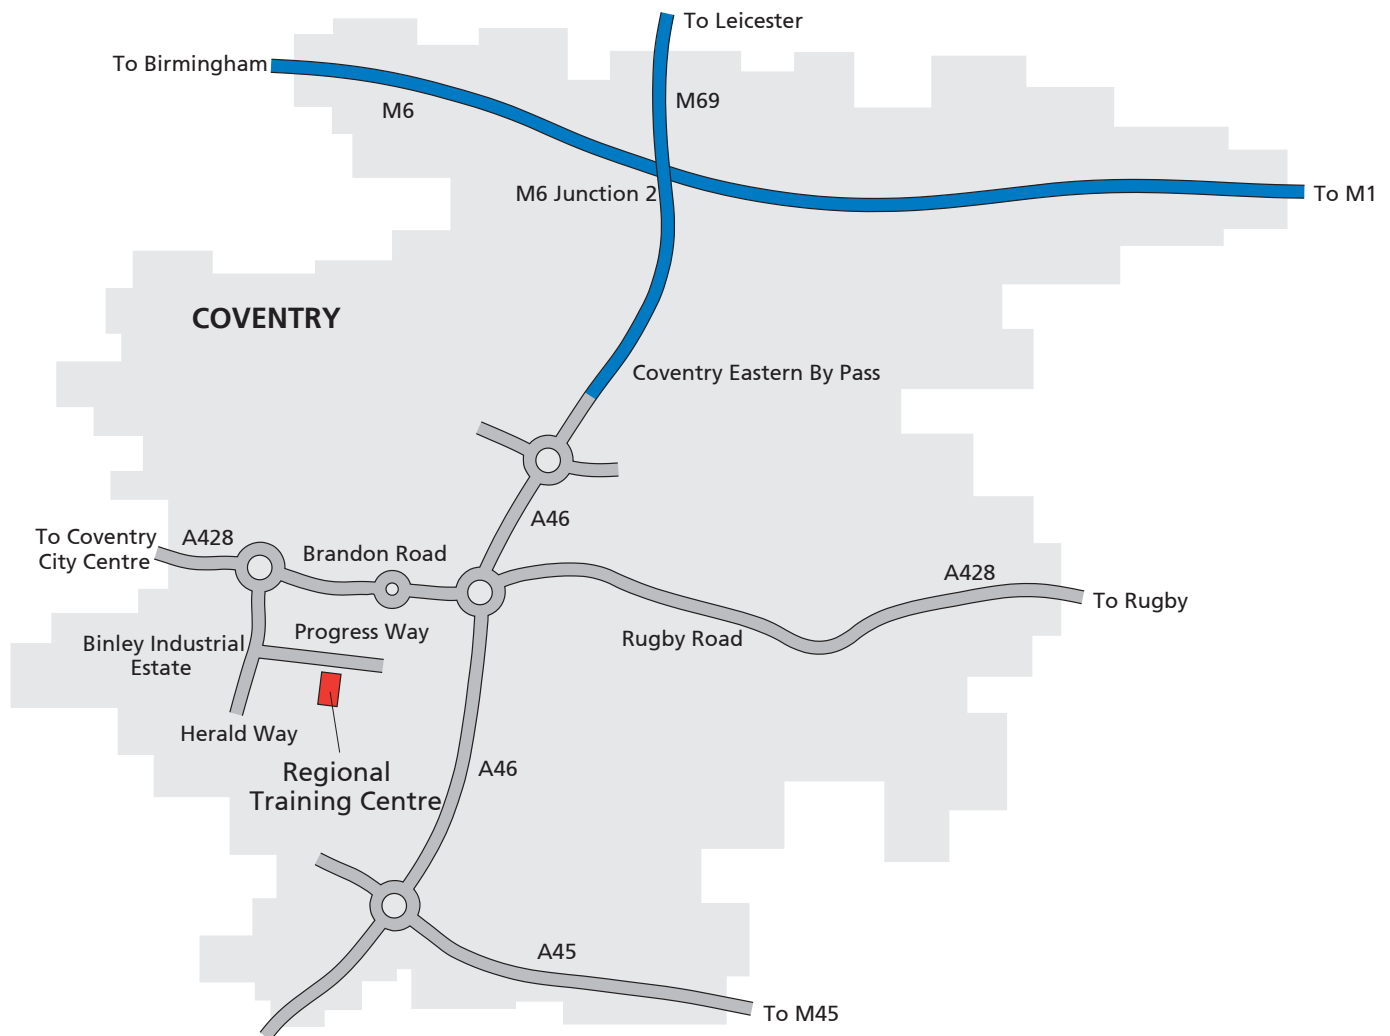 To Leicester
To Birmingham
M69
M6
M6 Junction 2
To M1
COVENTRY
Coventry Eastern By Pass
A46
To Coventry
City Centre
A428
Brandon Road
A428
To Rugby
Rugby Road
Progress Way
Binley Industrial
Estate
Herald Way
Regional
Training Centre
A46
A45
To M45